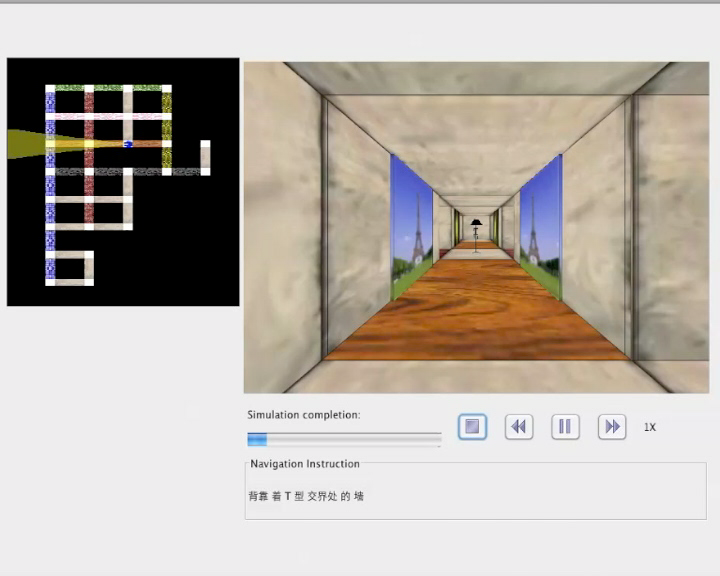 Simulation completion:
1X
Navigation Instruction
背靠 着 T 型 交界处 的 墙